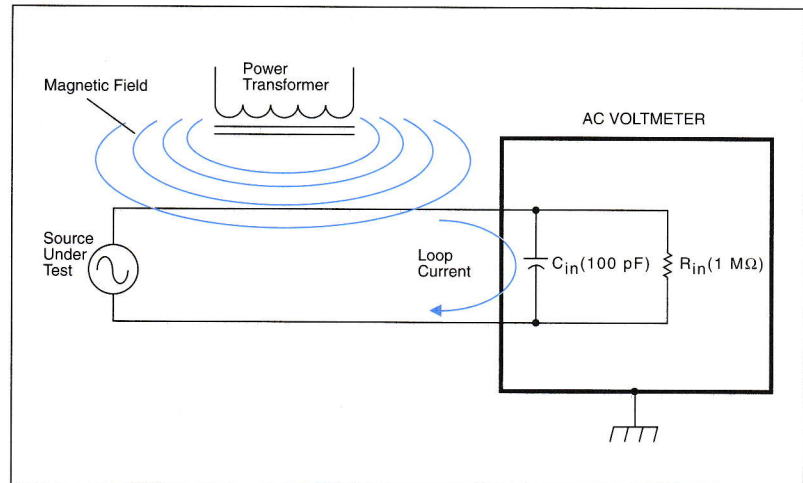 Power
Transformer
Magnetic Field
AC VOLTMETER
Source
Under
Test
Loop
Current
Cin(100 pF)
Rin(1 MΩ)